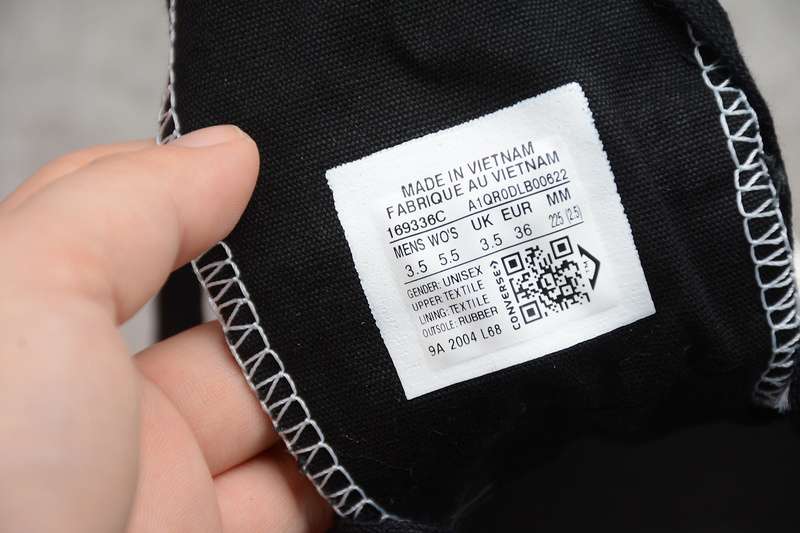 MADE IN VIETNAM
FABRIQUE AU VIETNAM
169336C A1QR0DLB00622
MENS WO'S UK EUR MM
3.5 5.5 3.5 36 225 (2.5)
GENDER: UNISEX
UPPER: TEXTILE
LINING: TEXTILE
OUTSOLE: RUBBER
9A 2004 L68
CONVERSE